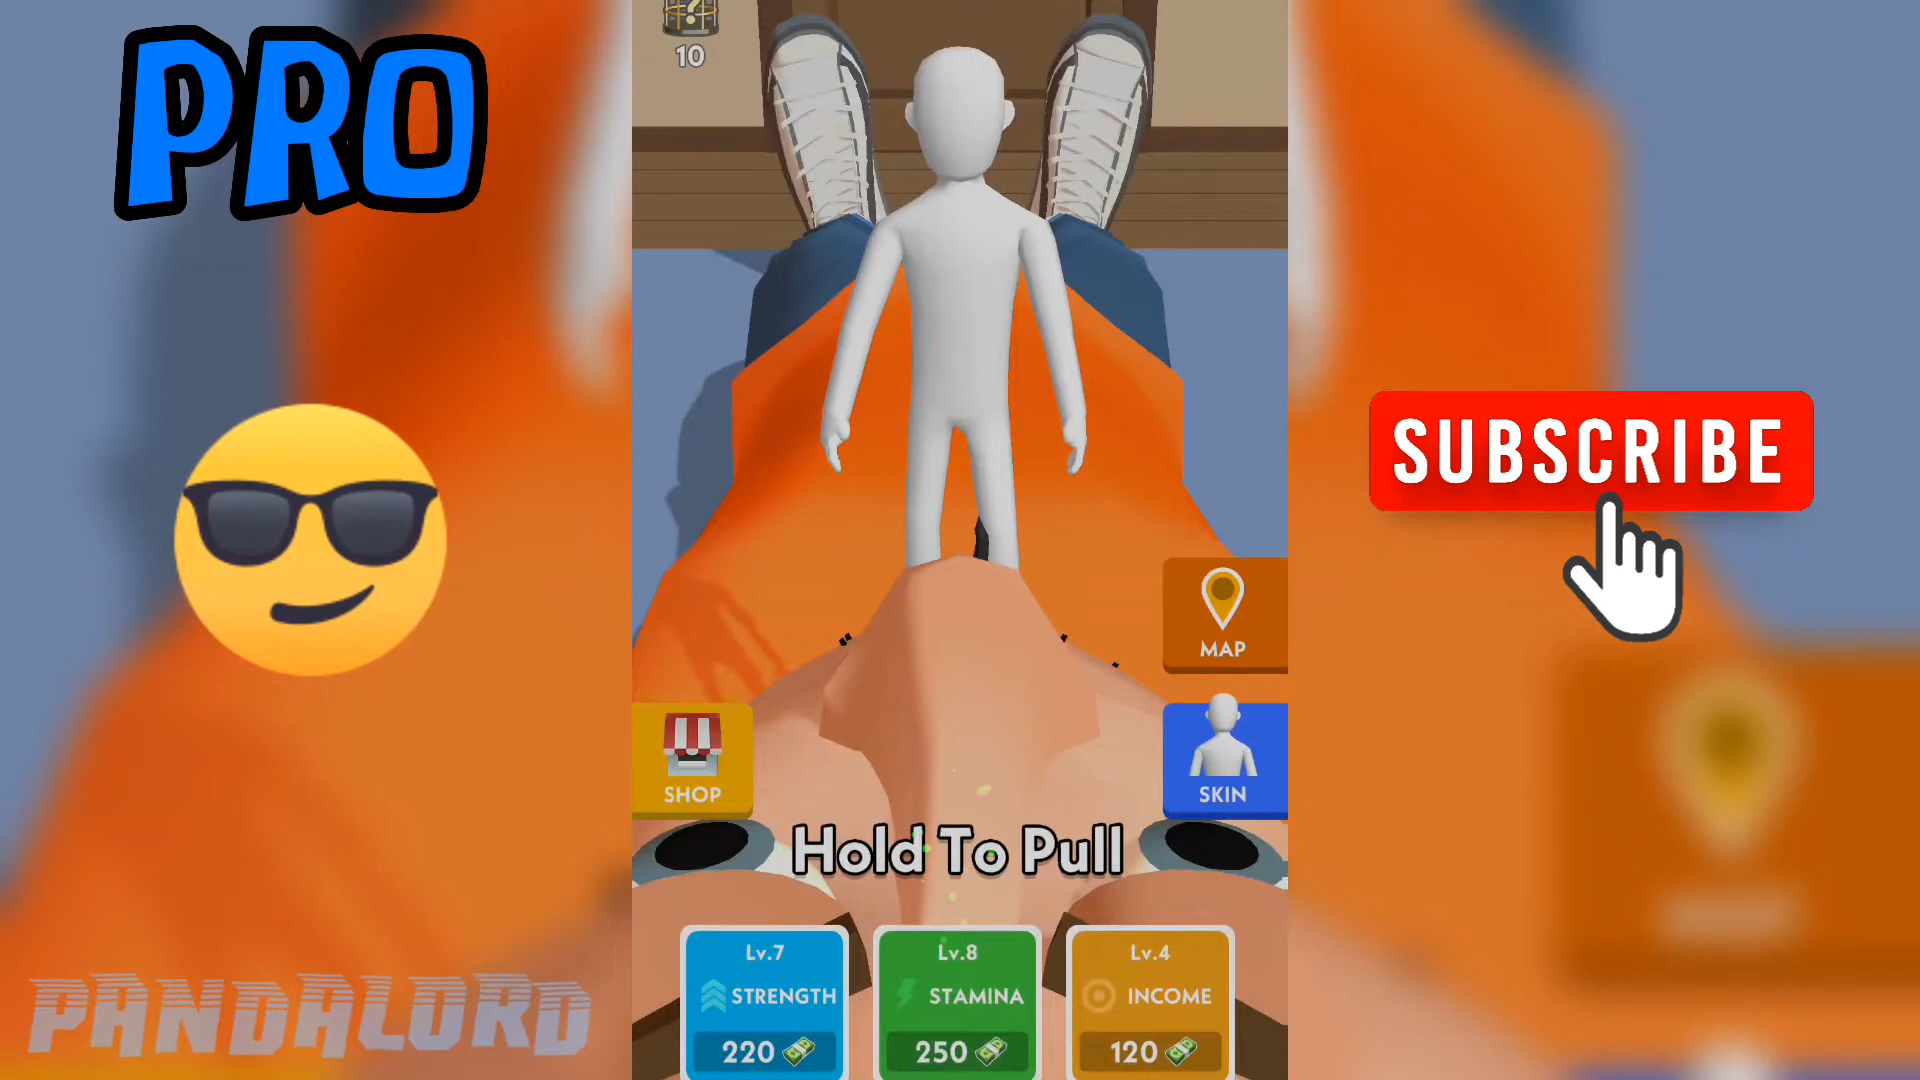 PRO
?
10
SUBSCRIBE
MAP
SHOP
SKIN
Hold To Pull
Lv.7
STRENGTH
220
Lv.8
STAMINA
250
Lv.4
INCOME
120
PANDALORD